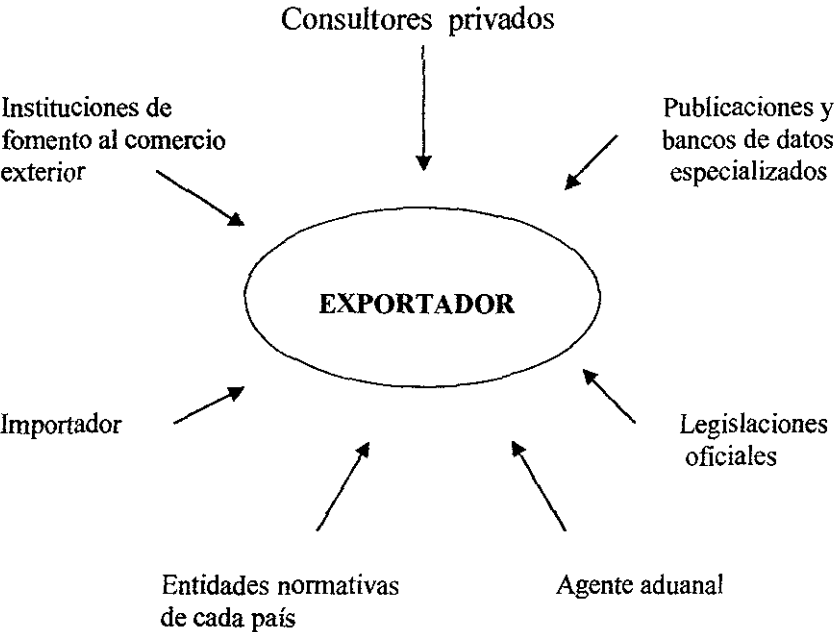 Consultores privados
Instituciones de
fomento al comercio
exterior
Publicaciones y
bancos de datos
especializados
EXPORTADOR
Importador
Legislaciones
oficiales
Entidades normativas
de cada país
Agente aduanal